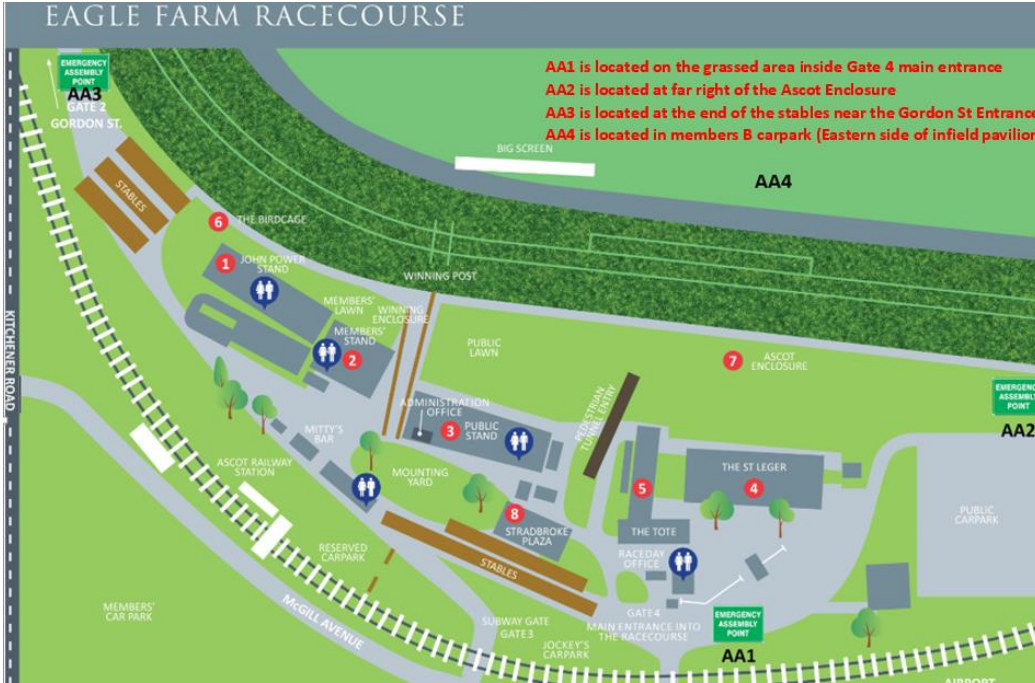 EAGLE FARM RACECOURSE
AA1 is located on the grassed area inside Gate 4 main entrance
AA2 is located at far right of the Ascot Enclosure
AA3 is located at the end of the stables near the Gordon St Entrance
AA4 is located in members B carpark (Eastern side of infield pavilion
EMERGENCY
ASSEMBLY
POINT
AA3
GATE 2
GORDON ST.
BIG SCREEN
AA4
STABLES
6 THE BIRDCAGE
1 JOHN POWER
STAND
WINNING POST
MEMBERS'
LAWN
WINNING
ENCLOSURE
MEMBERS'
STAND
2
PUBLIC
LAWN
7 ASCOT
ENCLOSURE
KITCHENER ROAD
EMERGENCY
ASSEMBLY
POINT
AA2
ADMINISTRATION
OFFICE
3 PUBLIC
STAND
PEDESTRIAN
TUNNEL ENTRY
MITTY'S
BAR
ASCOT RAILWAY
STATION
MOUNTING
YARD
THE ST LEGER
4
5
8
STRADBROKE
PLAZA
THE TOTE
PUBLIC
CARPARK
RESERVED
CARPARK
STABLES
RACEDAY
OFFICE
MEMBERS'
CAR PARK
McGILL AVENUE
SUBWAY GATE
GATE 3
GATE 4
MAIN ENTRANCE INTO
THE RACECOURSE
JOCKEY'S
CARPARK
EMERGENCY
ASSEMBLY
POINT
AA1
AIRPORT